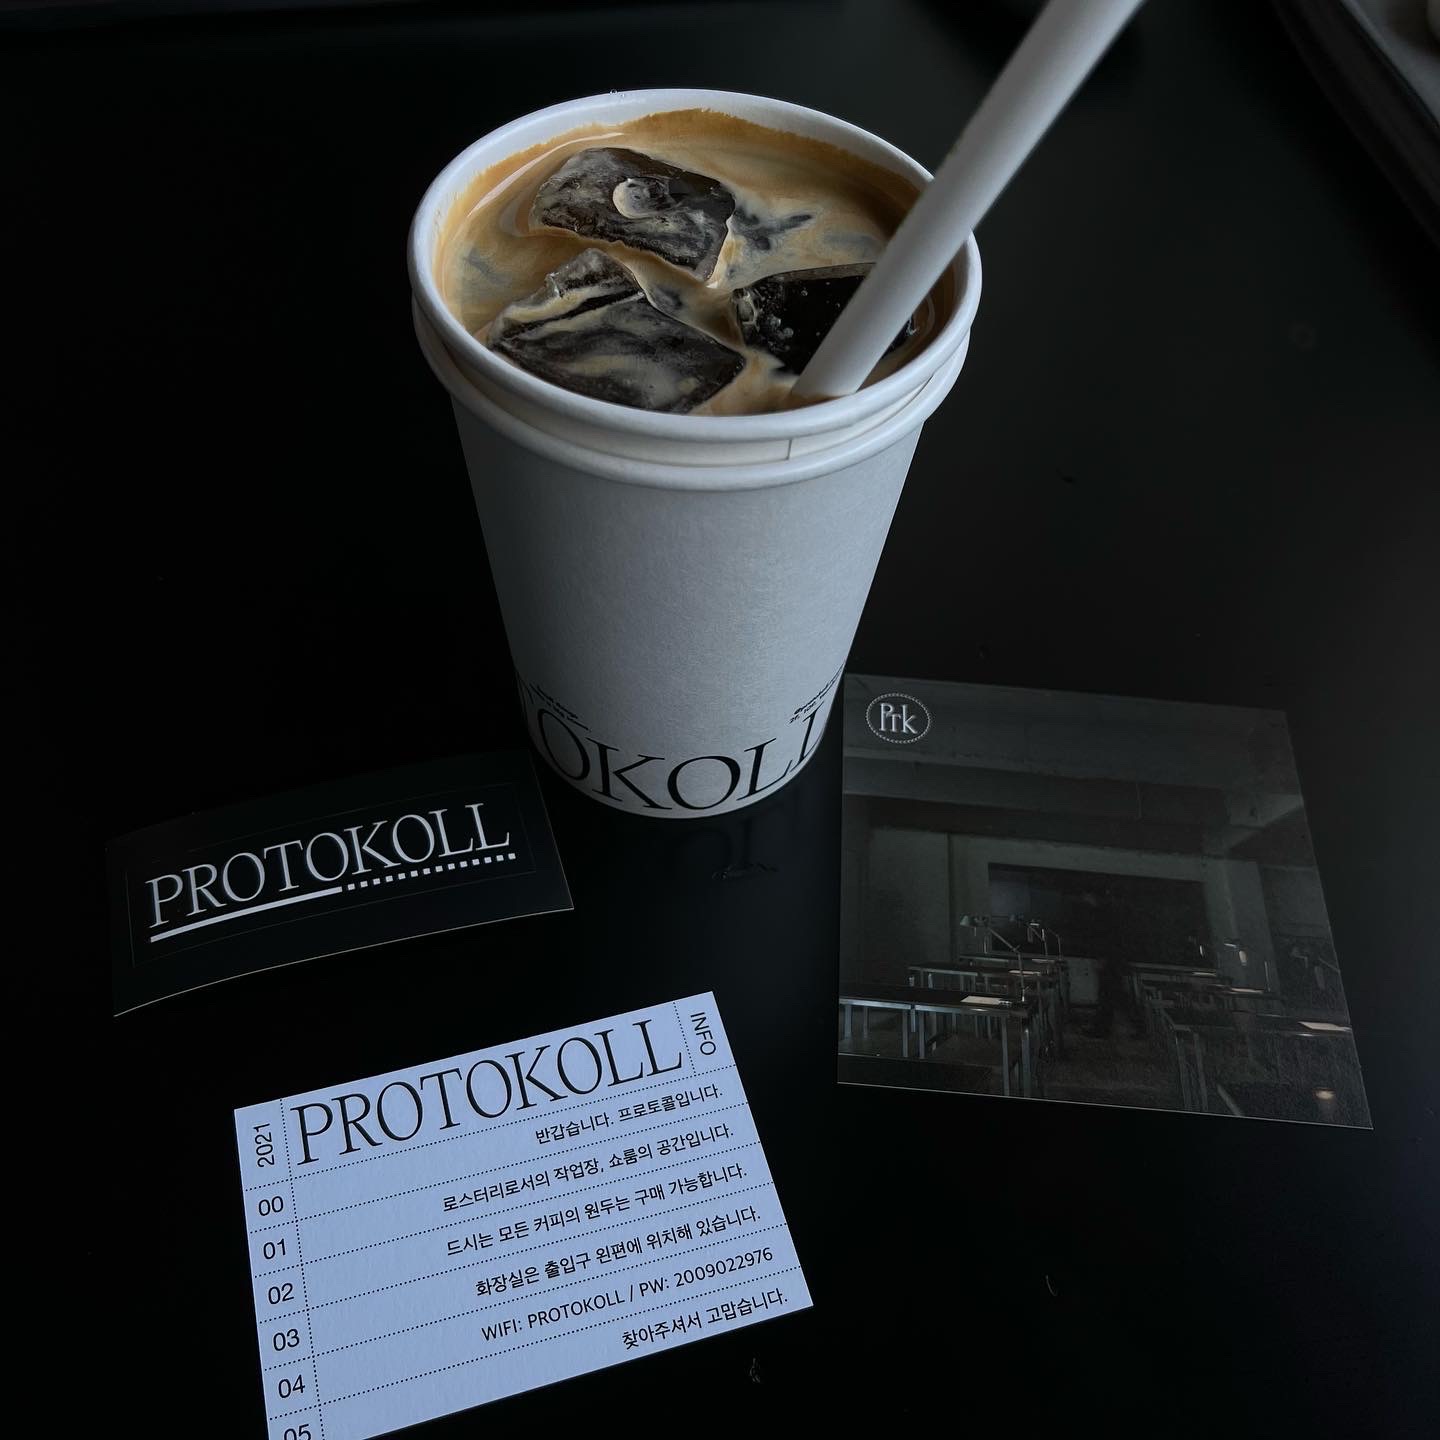 OKOLL
Prk
PROTOKOLL
2021
PROTOKOLL
INFO
00
반갑습니다. 프로토콜입니다.
01
로스터리로서의 작업장, 쇼룸의 공간입니다.
02
드시는 모든 커피의 원두는 구매 가능합니다.
03
화장실은 출입구 왼편에 위치해 있습니다.
04
WIFI: PROTOKOLL / PW: 2009022976
05
찾아주셔서 고맙습니다.